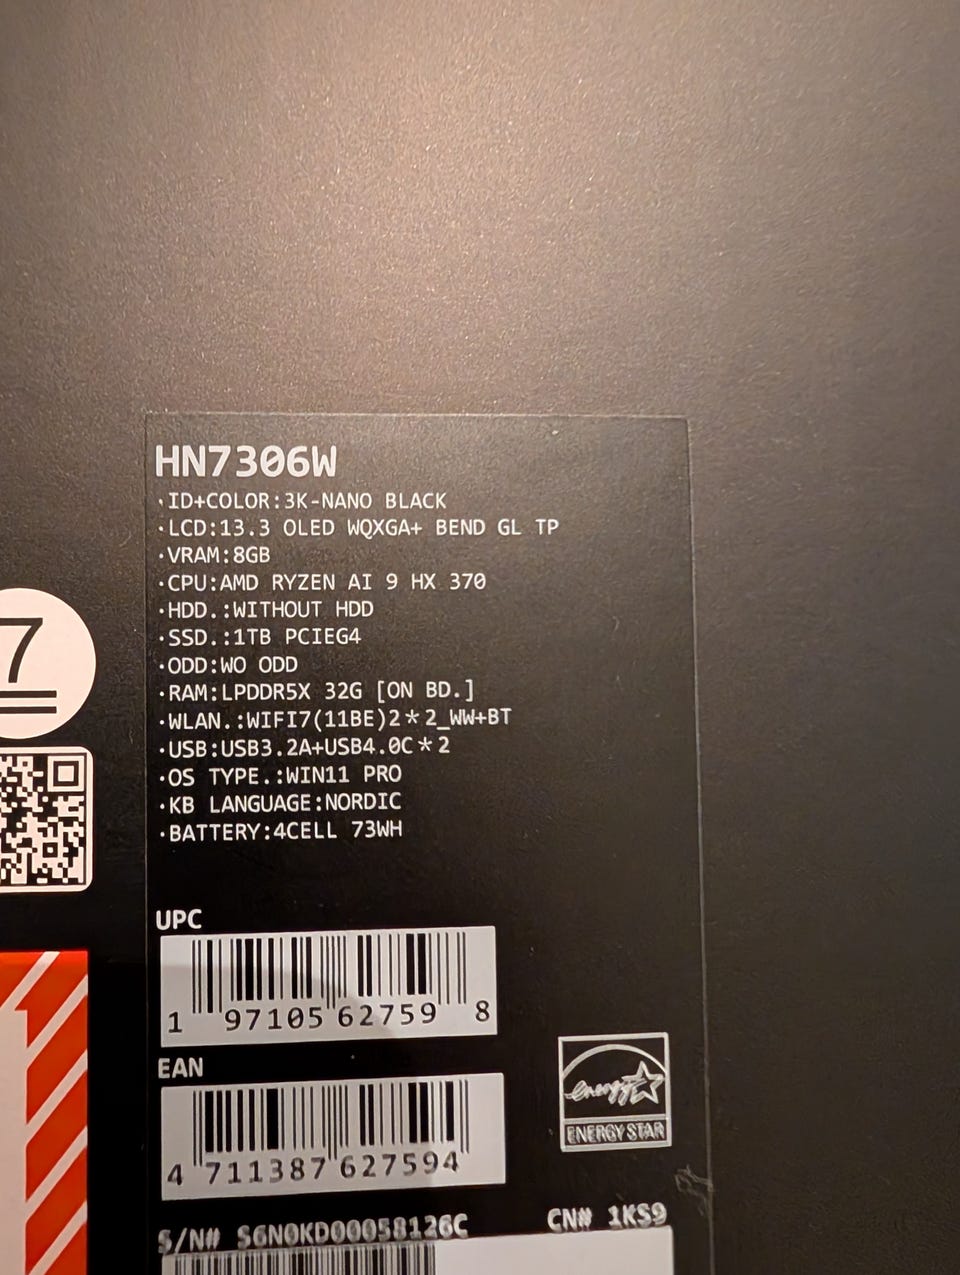 HN7306W
·ID+COLOR:3K-NANO BLACK
·LCD:13.3 OLED WQXGA+ BEND GL TP
·VRAM:8GB
·CPU:AMD RYZEN AI 9 HX 370
·HDD.:WITHOUT HDD
·SSD.:1TB PCIEG4
·ODD:WO ODD
·RAM:LPDDR5X 32G [ON BD.]
·WLAN.:WIFI7(11BE)2*2_WW+BT
·USB:USB3.2A+USB4.0C*2
·OS TYPE.:WIN11 PRO
·KB LANGUAGE:NORDIC
·BATTERY:4CELL 73WH
7
UPC
1 97105 62759 8
EAN
4 711387 627594
energy
ENERGY STAR
S/N# S6N0KD00058126C
CN# 1KS9